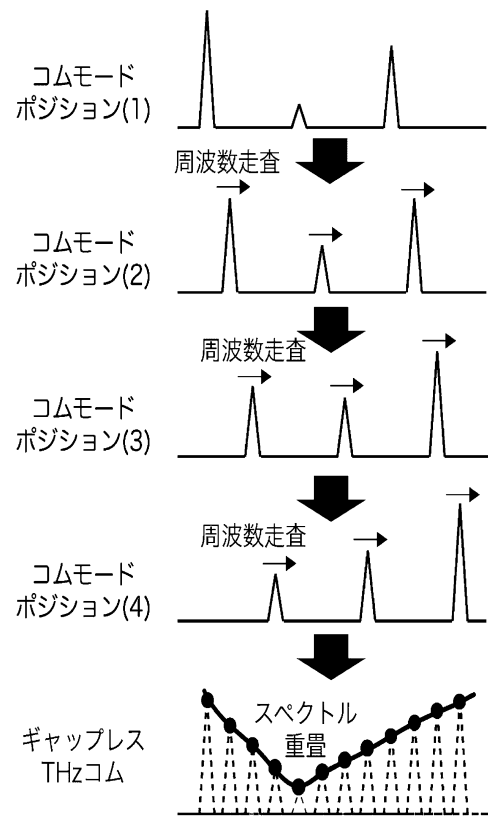 コムモード
ポジション(1)
周波数走査
コムモード
ポジション(2)
周波数走査
コムモード
ポジション(3)
周波数走査
コムモード
ポジション(4)
スペクトル
重畳
ギャップレス
THzコム